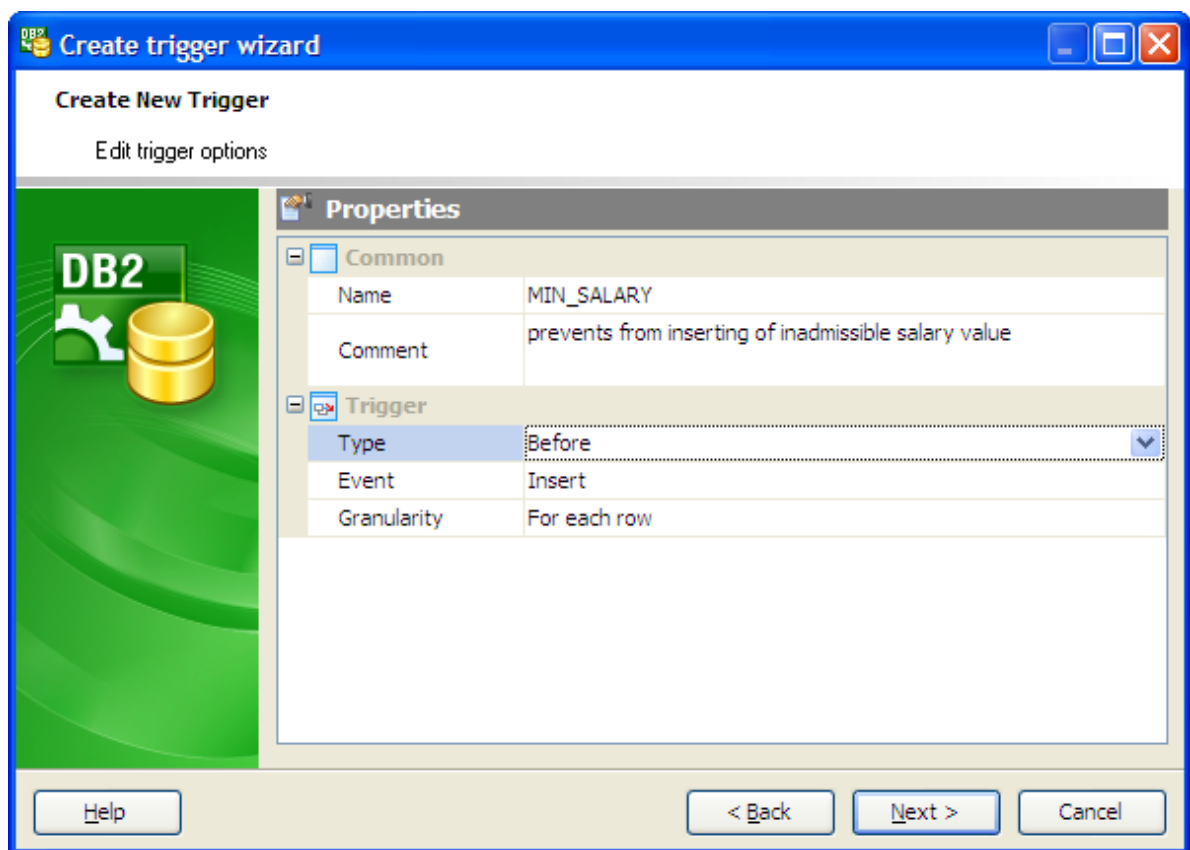 DB2
Create trigger wizard
Create New Trigger
Edit trigger options
Properties
DB2
Common
Name MIN_SALARY
Comment prevents from inserting of inadmissible salary value
Trigger
Type Before
Event Insert
Granularity For each row
Help < Back Next > Cancel